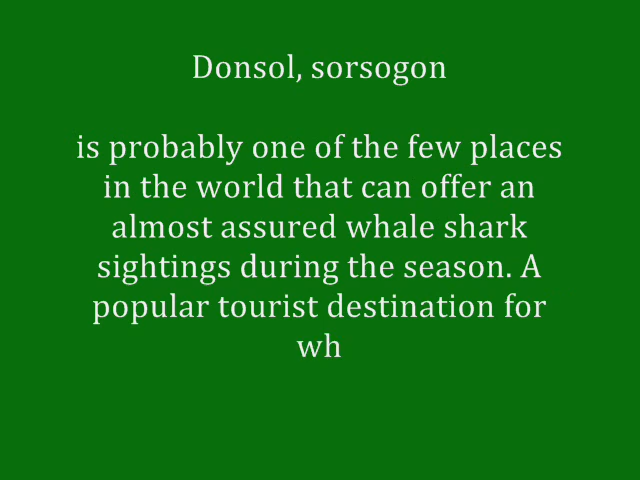 Donsol, sorsogon
is probably one of the few places
in the world that can offer an
almost assured whale shark
sightings during the season. A
popular tourist destination for
wh